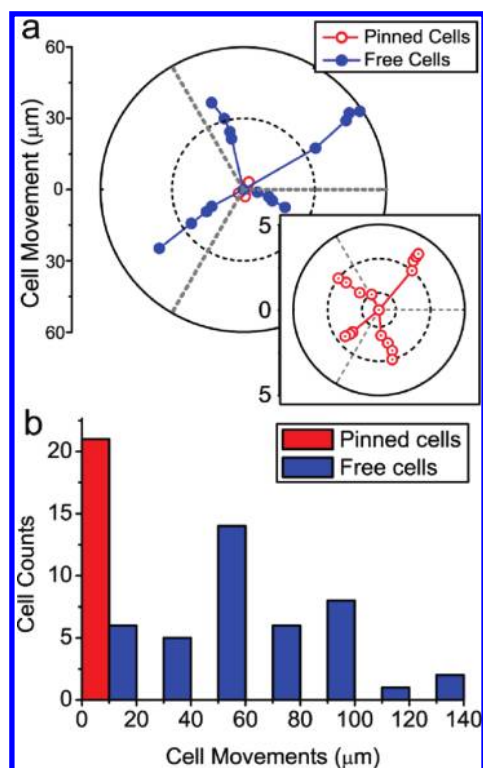 a
Pinned Cells
Free Cells
Cell Movement (μm)
60
30
0
30
60
5
0
5
b
Pinned cells
Free cells
Cell Counts
20
15
10
5
0
0 20 40 60 80 100 120 140
Cell Movements (μm)